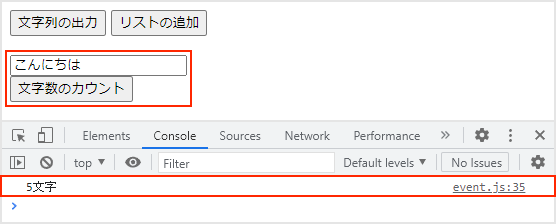 文字列の出力 リストの追加
こんにちは
文字数のカウント
Elements Console Sources Network Performance »
top ▼ Filter Default levels ▼ No Issues
5文字 event.js:35
>